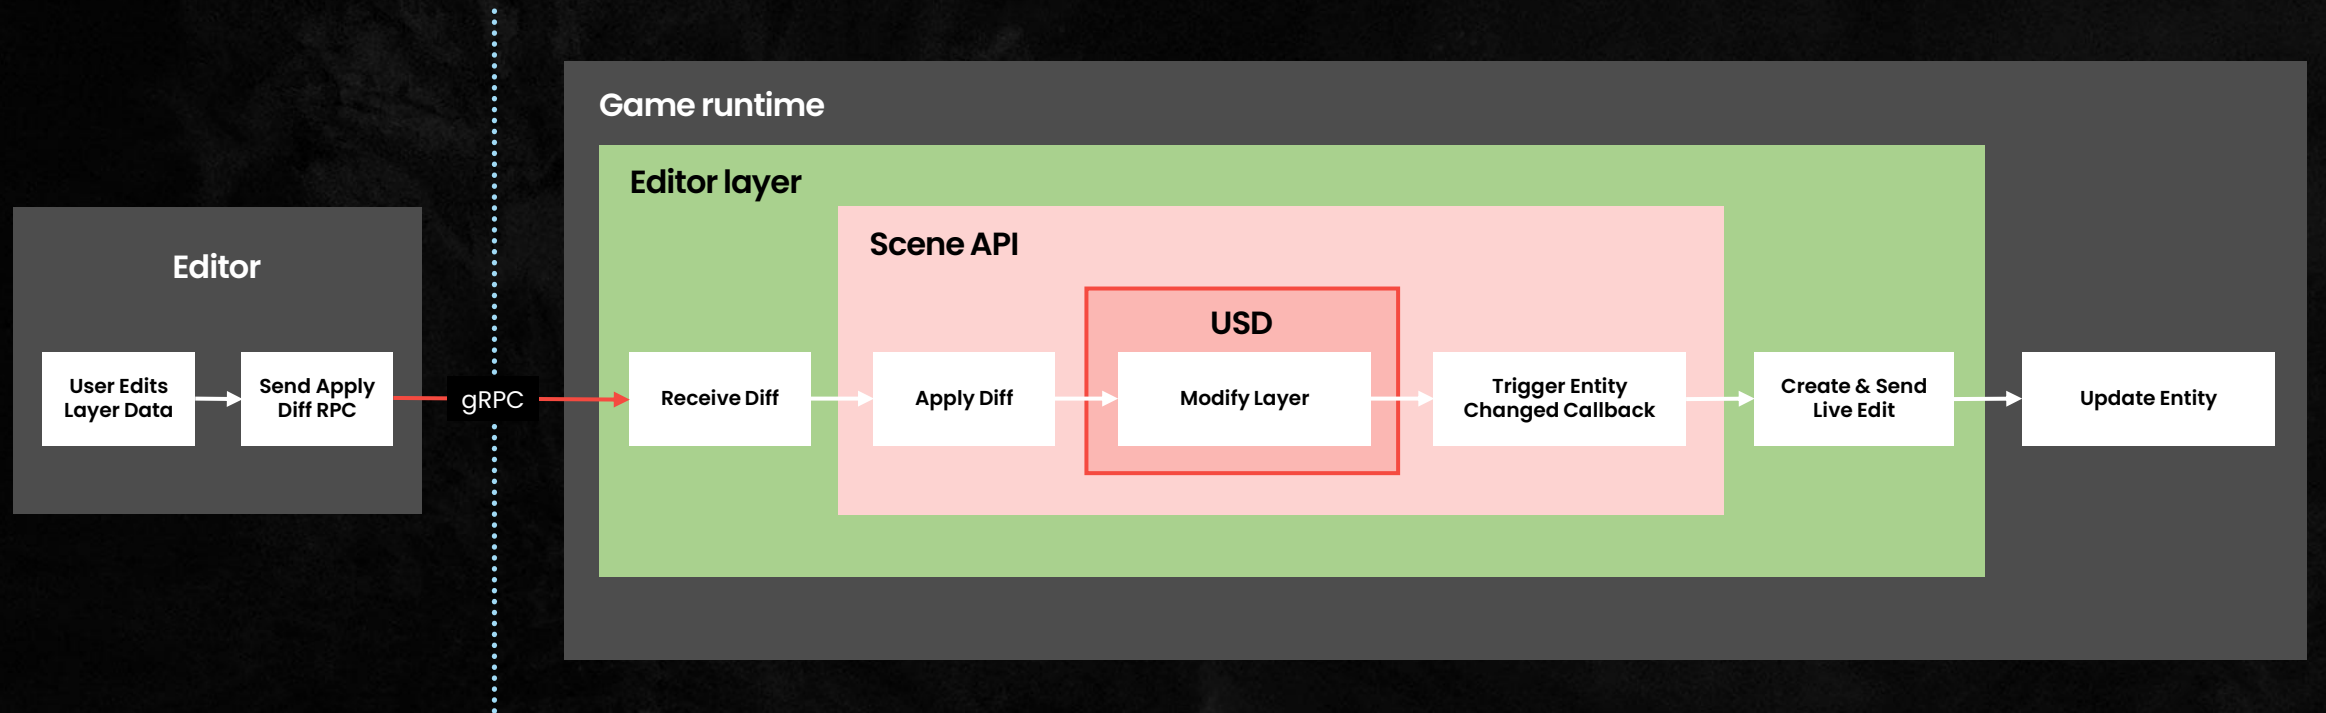 Game runtime
Editor layer
Scene API
Editor
USD
User Edits
Layer Data
Send Apply
Diff RPC
gRPC
Receive Diff
Apply Diff
Modify Layer
Trigger Entity
Changed Callback
Create & Send
Live Edit
Update Entity